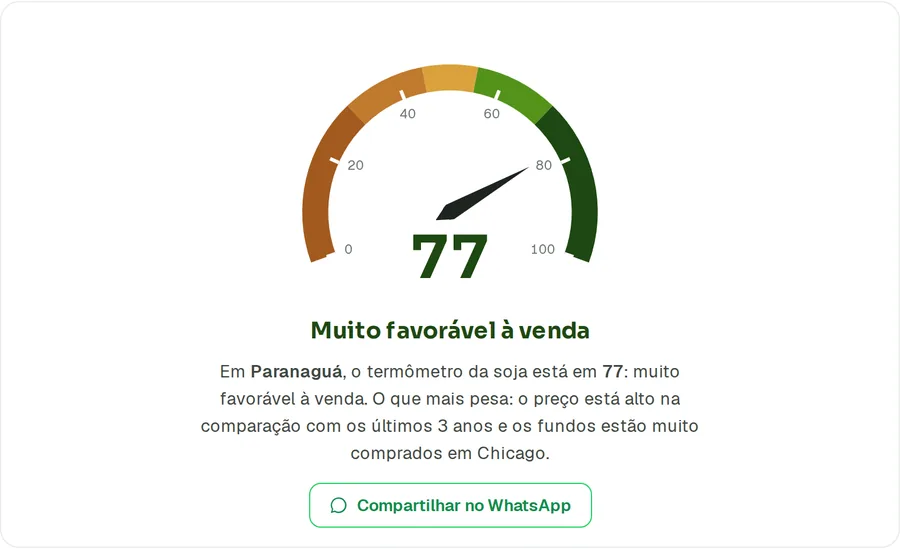 40
60
20
80
0
100
77
Muito favorável à venda
Em Paranaguá, o termômetro da soja está em 77: muito
favorável à venda. O que mais pesa: o preço está alto na
comparação com os últimos 3 anos e os fundos estão muito
comprados em Chicago.
Compartilhar no WhatsApp